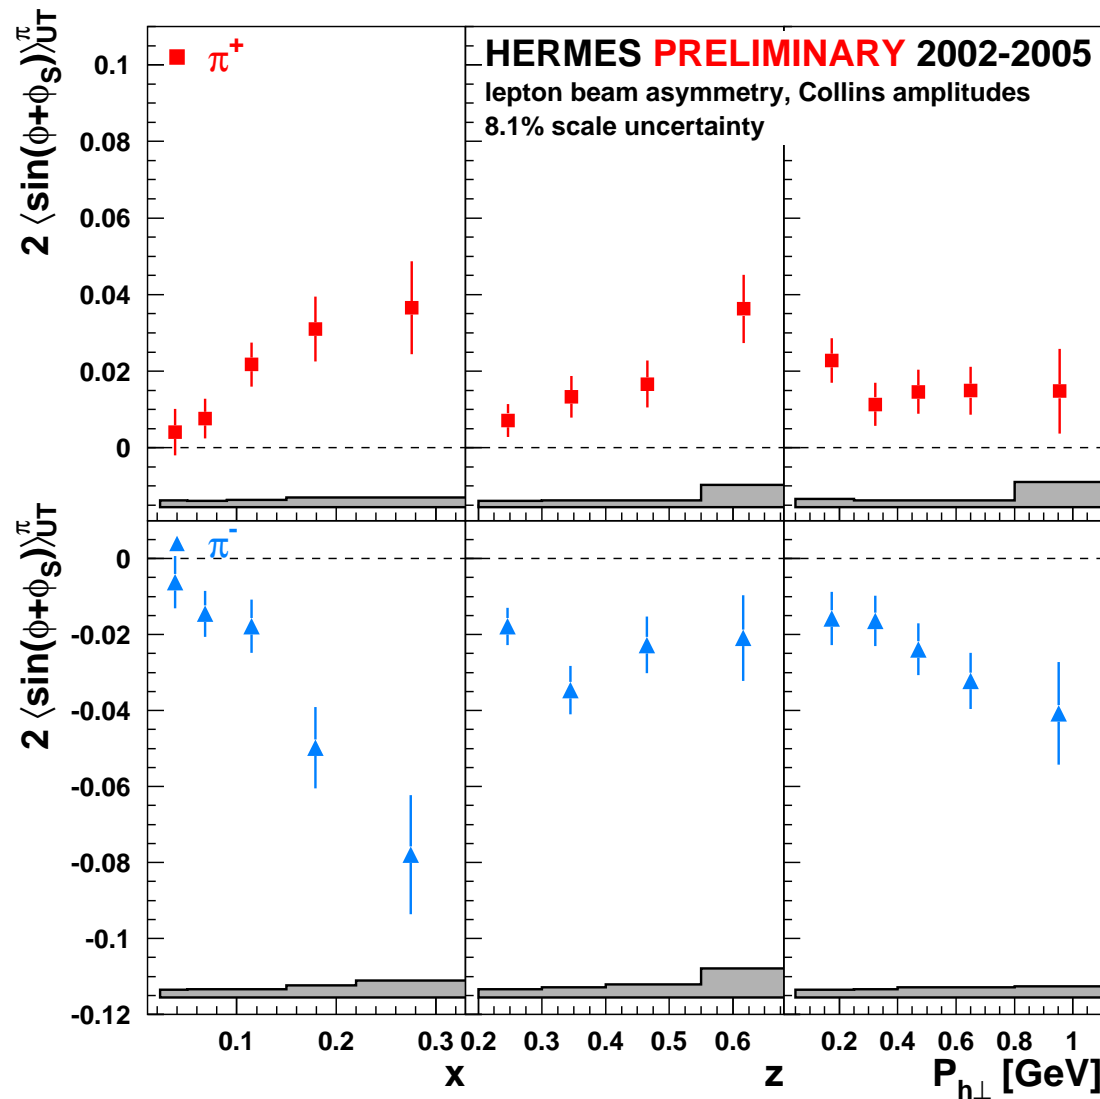 π+
HERMES PRELIMINARY 2002-2005
lepton beam asymmetry, Collins amplitudes
8.1% scale uncertainty
2 ⟨sin(ϕ+ϕS)⟩πUT
0.1
0.08
0.06
0.04
0.02
0
π-
2 ⟨sin(ϕ+ϕS)⟩πUT
0
-0.02
-0.04
-0.06
-0.08
-0.1
-0.12
0.1 0.2 0.3
0.2 0.3 0.4 0.5 0.6
0.2 0.4 0.6 0.8 1
x
z
Ph⊥ [GeV]